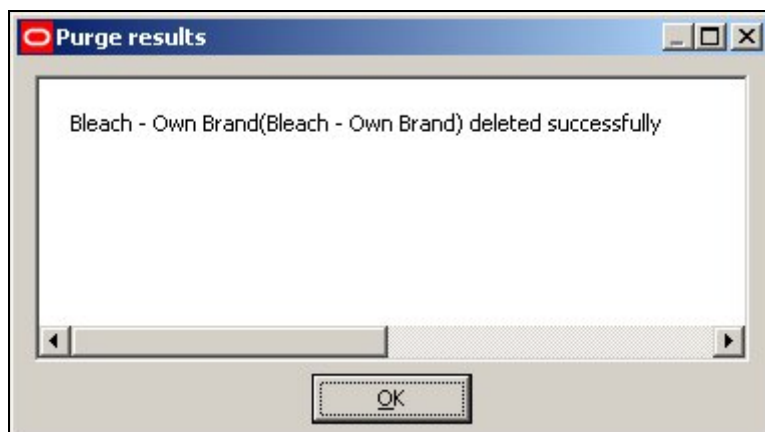 Purge results
Bleach - Own Brand(Bleach - Own Brand) deleted successfully
OK